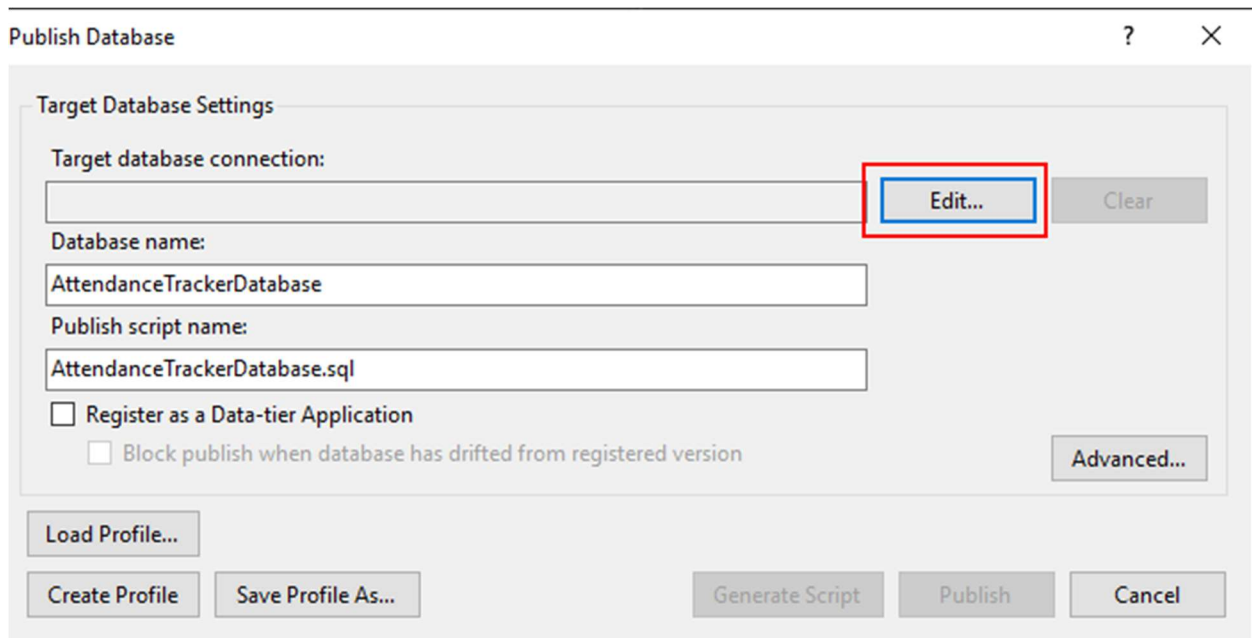 Publish Database ?
Target Database Settings
Target database connection:
Edit... Clear
Database name:
AttendanceTrackerDatabase
Publish script name:
AttendanceTrackerDatabase.sql
Register as a Data-tier Application
Block publish when database has drifted from registered version
Advanced...
Load Profile...
Create Profile Save Profile As... Generate Script Publish Cancel